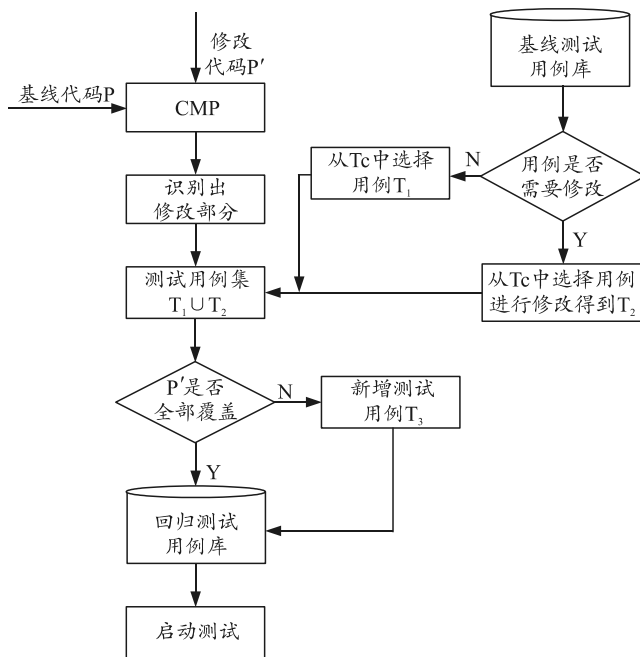 修改
代码P′
基线代码P
CMP
识别出
修改部分
测试用例集
T₁∪T₂
P′是否
全部覆盖
N
Y
新增测试
用例T₃
回归测试
用例库
启动测试
基线测试
用例库
用例是否
需要修改
N
Y
从Tc中选择
用例T₁
从Tc中选择用例
进行修改得到T₂